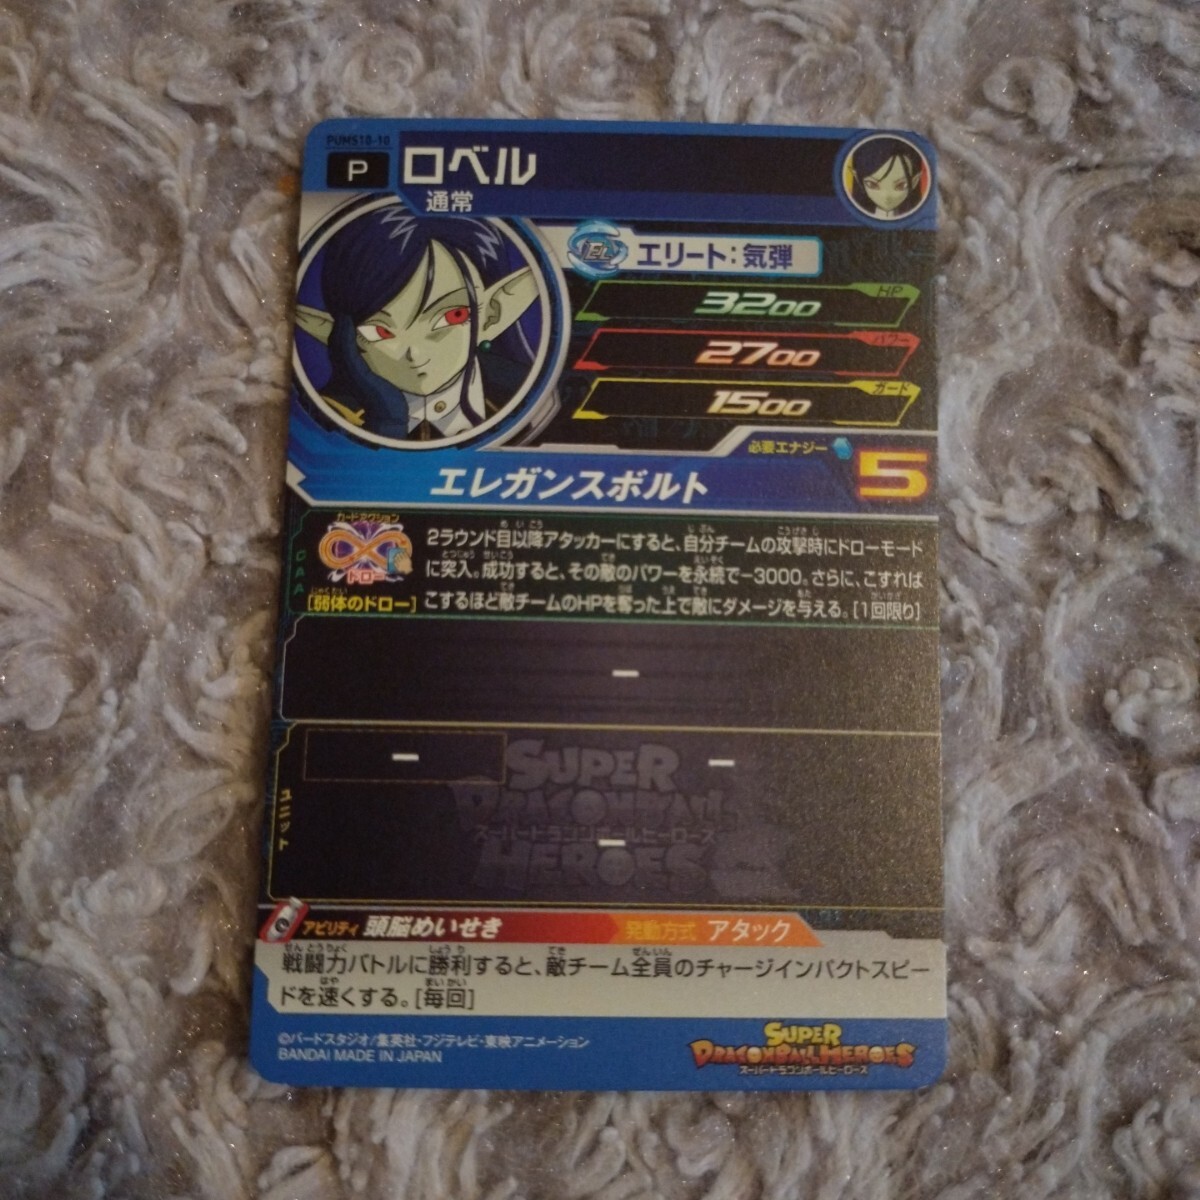 PUMS10-10
P
ロベル
通常
エリート:気弾
HP
3200
パワー
2700
ガード
1500
必要エナジー
5
エレガンスボルト
CAA
カードアクション
ドロー
[弱体のドロー]
2ラウンド目以降アタッカーにすると、自分チームの攻撃時にドローモード
に突入。成功すると、その敵のパワーを永続で-3000。さらに、こすれば
こするほど敵チームのHPを奪った上で敵にダメージを与える。[1回限り]
ー
ユニット
ー
ー
ー
SUPER
DRAGONBALL
スーパードラゴンボールヒーローズ
HEROES
アビリティ 頭脳めいせき 発動方式 アタック
戦闘力バトルに勝利すると、敵チーム全員のチャージインパクトスピー
ドを速くする。[毎回]
©バードスタジオ/集英社・フジテレビ・東映アニメーション
BANDAI MADE IN JAPAN
SUPER
DRAGONBALL HEROES
スーパードラゴンボールヒーローズ